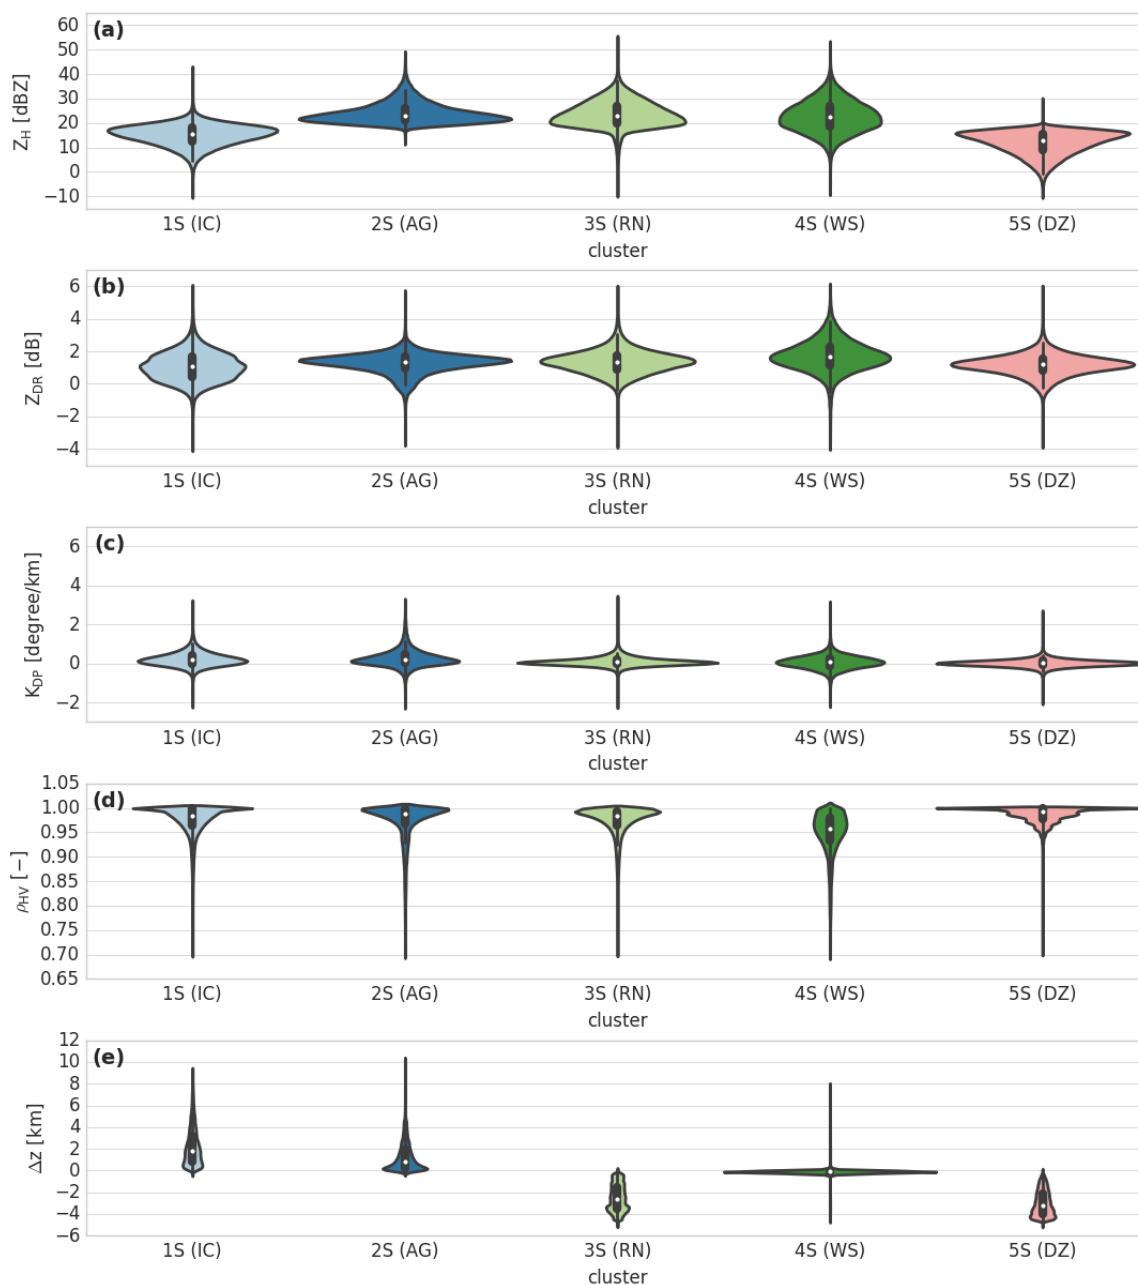 (a)
Z_H [dBZ]
60
50
40
30
20
10
0
−10
1S (IC) 2S (AG) 3S (RN) 4S (WS) 5S (DZ)
cluster
(b)
Z_DR [dB]
6
4
2
0
−2
−4
1S (IC) 2S (AG) 3S (RN) 4S (WS) 5S (DZ)
cluster
(c)
K_DP [degree/km]
6
4
2
0
−2
1S (IC) 2S (AG) 3S (RN) 4S (WS) 5S (DZ)
cluster
(d)
ρ_HV [−]
1.05
1.00
0.95
0.90
0.85
0.80
0.75
0.70
0.65
1S (IC) 2S (AG) 3S (RN) 4S (WS) 5S (DZ)
cluster
(e)
Δz [km]
12
10
8
6
4
2
0
−2
−4
−6
1S (IC) 2S (AG) 3S (RN) 4S (WS) 5S (DZ)
cluster